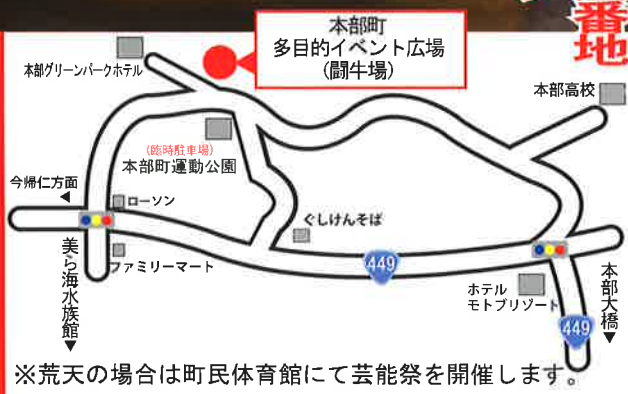 番地
本部町
多目的イベント広場
(闘牛場)
本部グリーンパークホテル
本部高校
(臨時駐車場)
本部町運動公園
今帰仁方面
ローソン
ぐしけんそば
ファミリーマート
美ら海水族館
449
ホテル
モトブリゾート
本部大橋
449
※荒天の場合は町民体育館にて芸能祭を開催します。